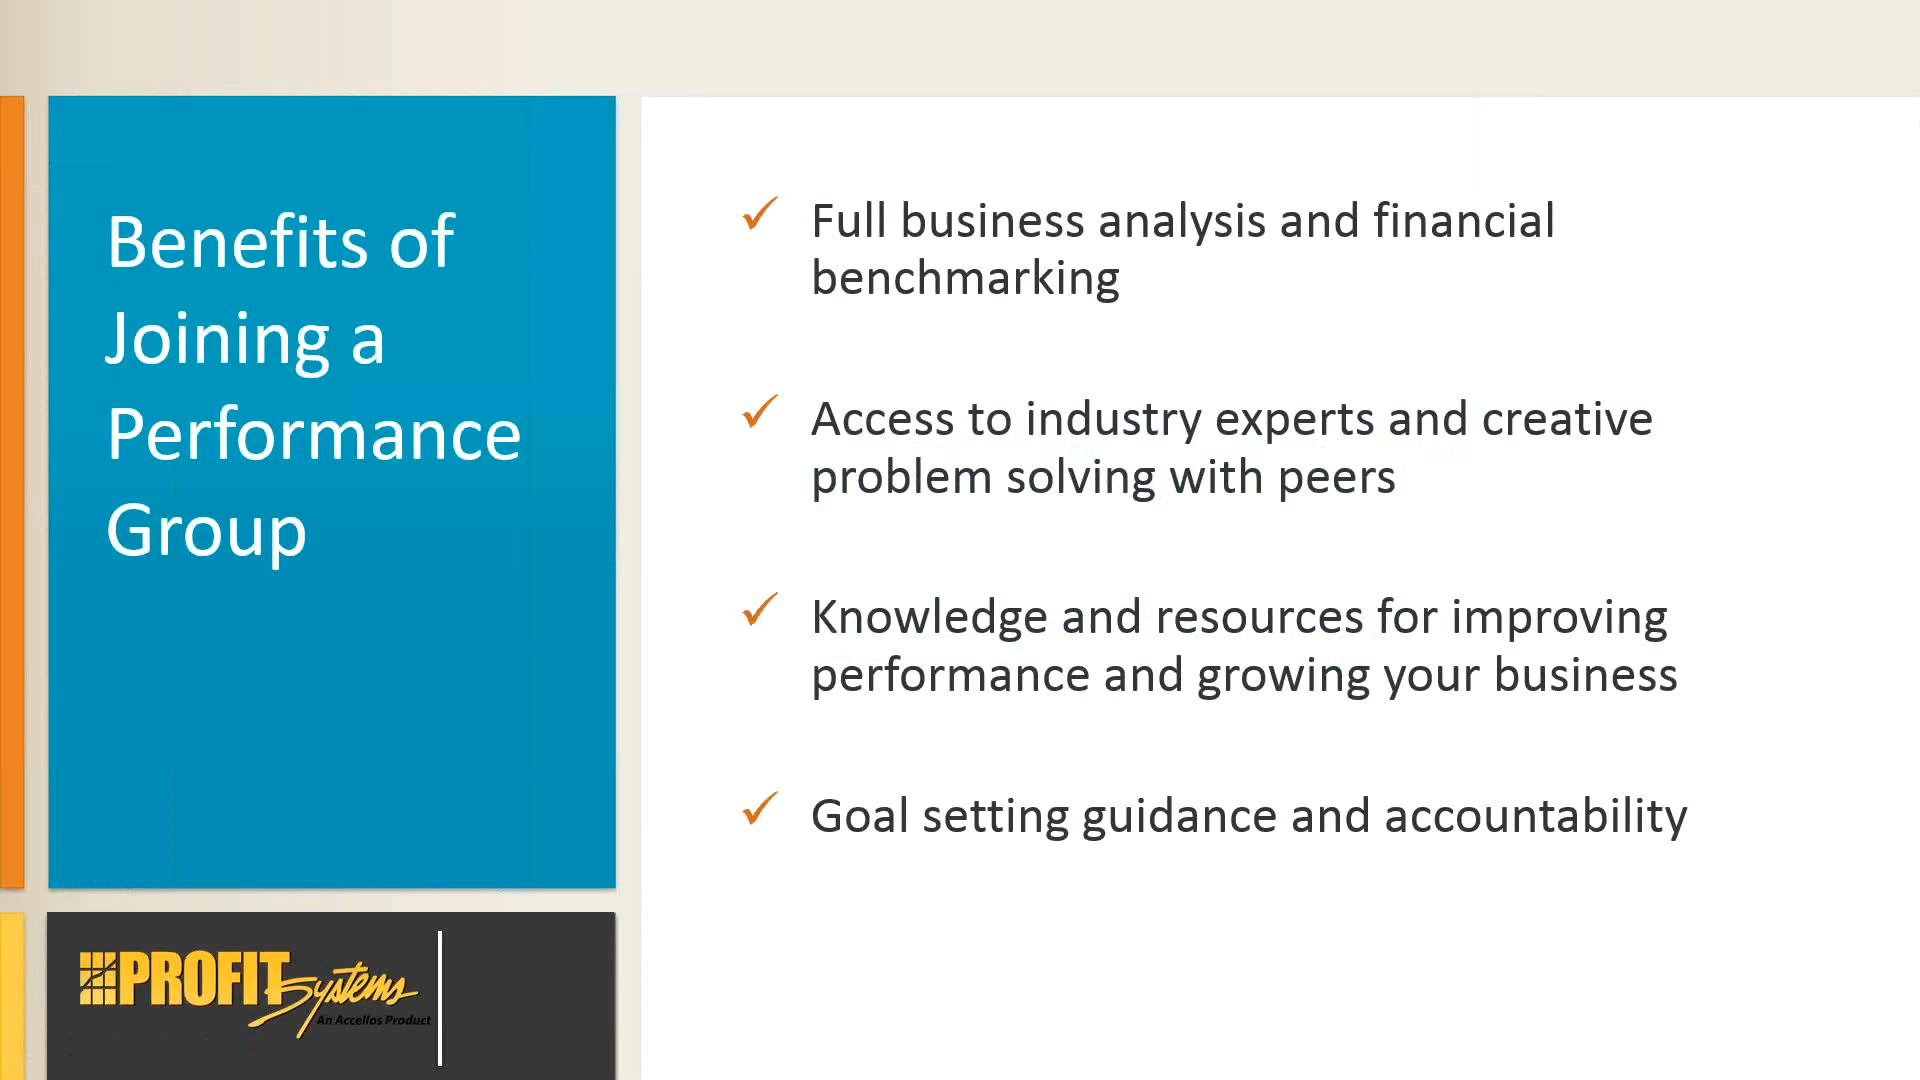 Benefits of
Joining a
Performance
Group
Full business analysis and financial
benchmarking
Access to industry experts and creative
problem solving with peers
Knowledge and resources for improving
performance and growing your business
Goal setting guidance and accountability
PROFIT Systems
An Accellos Product